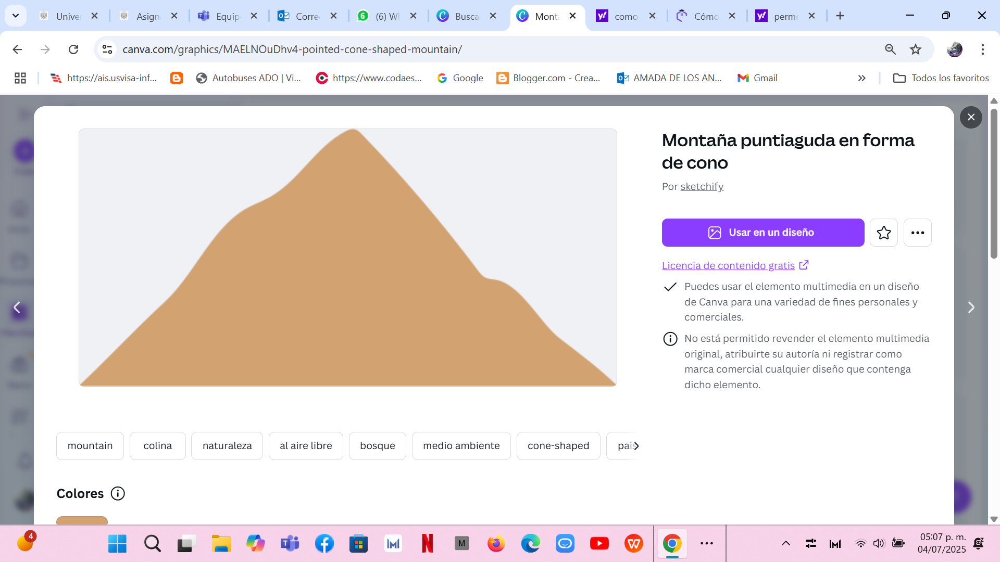 Univer
Asign
Equip
Corre
(6) W
Busca
Mont
como
Cómo
perme
canva.com/graphics/MAELNOuDhv4-pointed-cone-shaped-mountain/
https://ais.usvisa-inf...
Autobuses ADO | Vi...
https://www.codaes...
Google
Blogger.com - Crea...
AMADA DE LOS AN...
Gmail
Todos los favoritos
Montaña puntiaguda en forma
de cono
Por sketchify
Usar en un diseño
Licencia de contenido gratis
Puedes usar el elemento multimedia en un diseño
de Canva para una variedad de fines personales y
comerciales.
No está permitido revender el elemento multimedia
original, atribuirte su autoría ni registrar como
marca comercial cualquier diseño que contenga
dicho elemento.
mountain
colina
naturaleza
al aire libre
bosque
medio ambiente
cone-shaped
pais
Colores
4
05:07 p. m.
04/07/2025